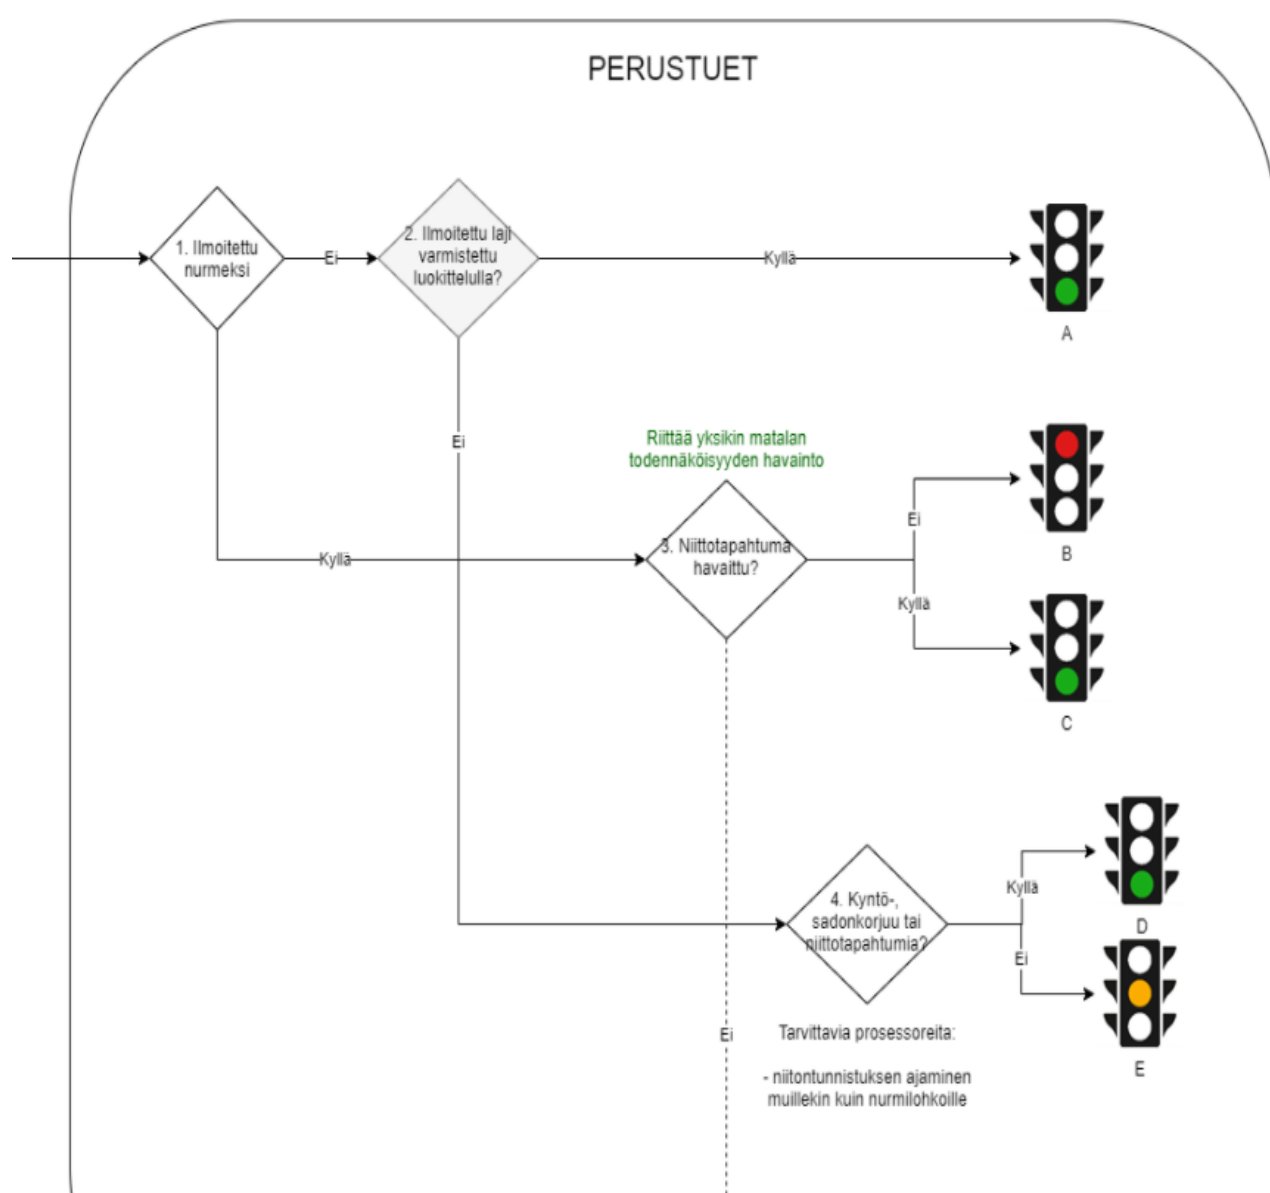 PERUSTUET
1. Ilmoitettu
nurmeksi
Ei
2. Ilmoitettu laji
varmistettu
luokittelulla?
Kyllä
A
Ei
Riittää yksikin matalan
todennäköisyyden havainto
Kyllä
3. Niittotapahtuma
havaittu?
Ei
B
Kyllä
C
4. Kyntö-,
sadonkorjuu tai
niittotapahtumia?
Kyllä
D
Ei
E
Ei
Tarvittavia prosessoreita:
- niitontunnistuksen ajaminen
muillekin kuin nurmilohkoille